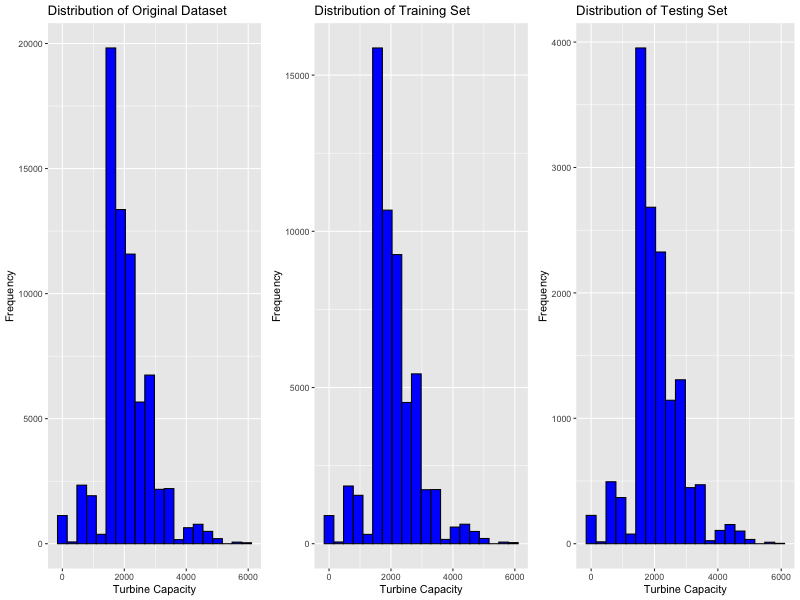 Distribution of Original Dataset
Distribution of Training Set
Distribution of Testing Set
Frequency
20000
15000
10000
5000
0
0
2000
4000
6000
Turbine Capacity
Frequency
15000
10000
5000
0
0
2000
4000
6000
Turbine Capacity
Frequency
4000
3000
2000
1000
0
0
2000
4000
6000
Turbine Capacity